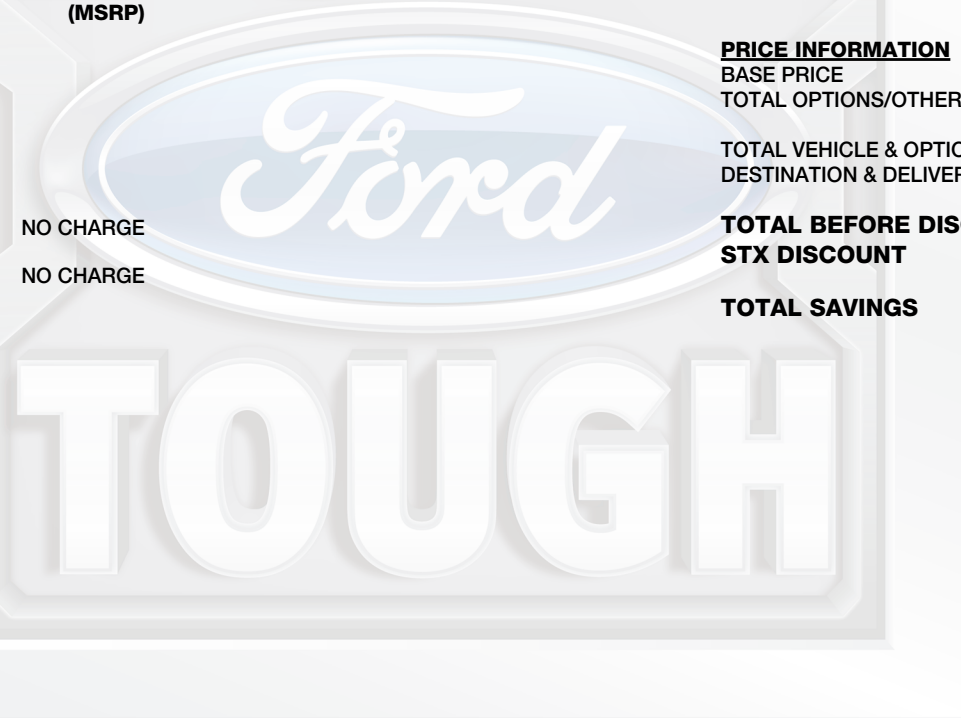 (MSRP)
NO CHARGE
NO CHARGE
PRICE INFORMATION
BASE PRICE
TOTAL OPTIONS/OTHER
TOTAL VEHICLE & OPTIO
DESTINATION & DELIVER
TOTAL BEFORE DISC
STX DISCOUNT
TOTAL SAVINGS
Ford
TOUGH